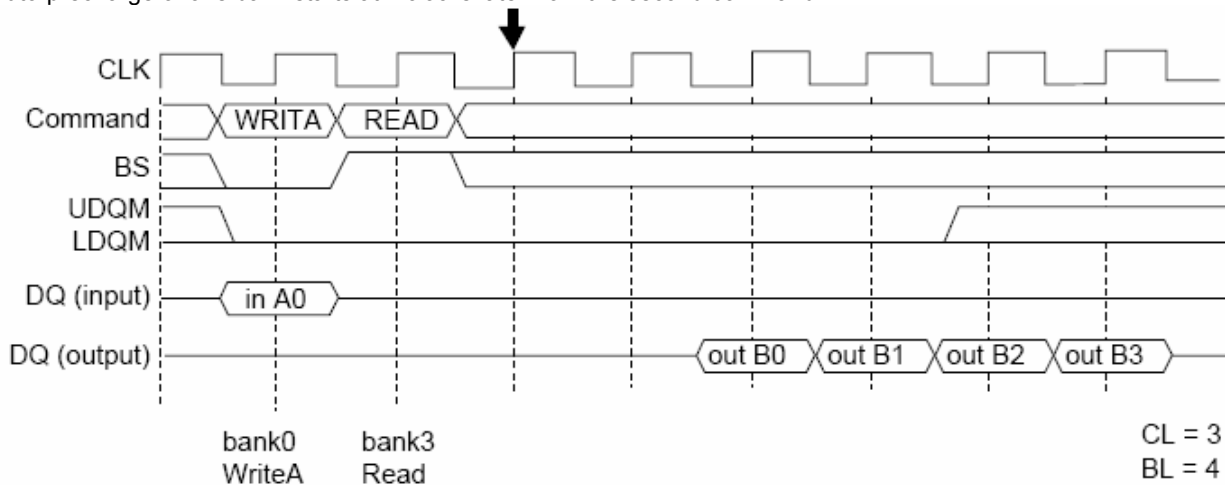 CLK
Command WRITA READ
BS
UDQM
LDQM
DQ (input) in A0
DQ (output) out B0 out B1 out B2 out B3
bank0 bank3 CL = 3
WriteA Read BL = 4